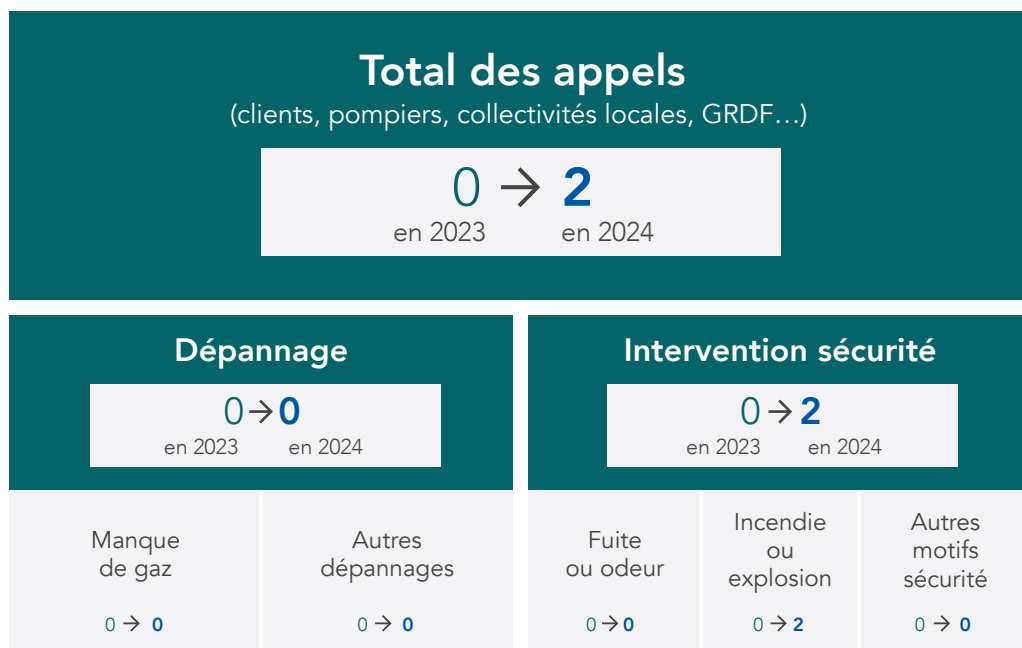 Total des appels
(clients, pompiers, collectivités locales, GRDF…)
0 → 2
en 2023 en 2024
Dépannage
0 → 0
en 2023 en 2024
Intervention sécurité
0 → 2
en 2023 en 2024
Manque
de gaz
0 → 0
Autres
dépannages
0 → 0
Fuite
ou odeur
0 → 0
Incendie
ou
explosion
0 → 2
Autres
motifs
sécurité
0 → 0